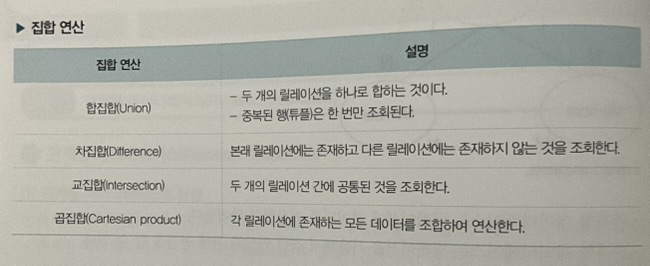 ▶ 집합 연산
집합 연산
설명
합집합(Union)
- 두 개의 릴레이션을 하나로 합하는 것이다.
- 중복된 행(튜플)은 한 번만 조회된다.
차집합(Difference)
본래 릴레이션에는 존재하고 다른 릴레이션에는 존재하지 않는 것을 조회한다.
교집합(Intersection)
두 개의 릴레이션 간에 공통된 것을 조회한다.
곱집합(Cartesian product)
각 릴레이션에 존재하는 모든 데이터를 조합하여 연산한다.